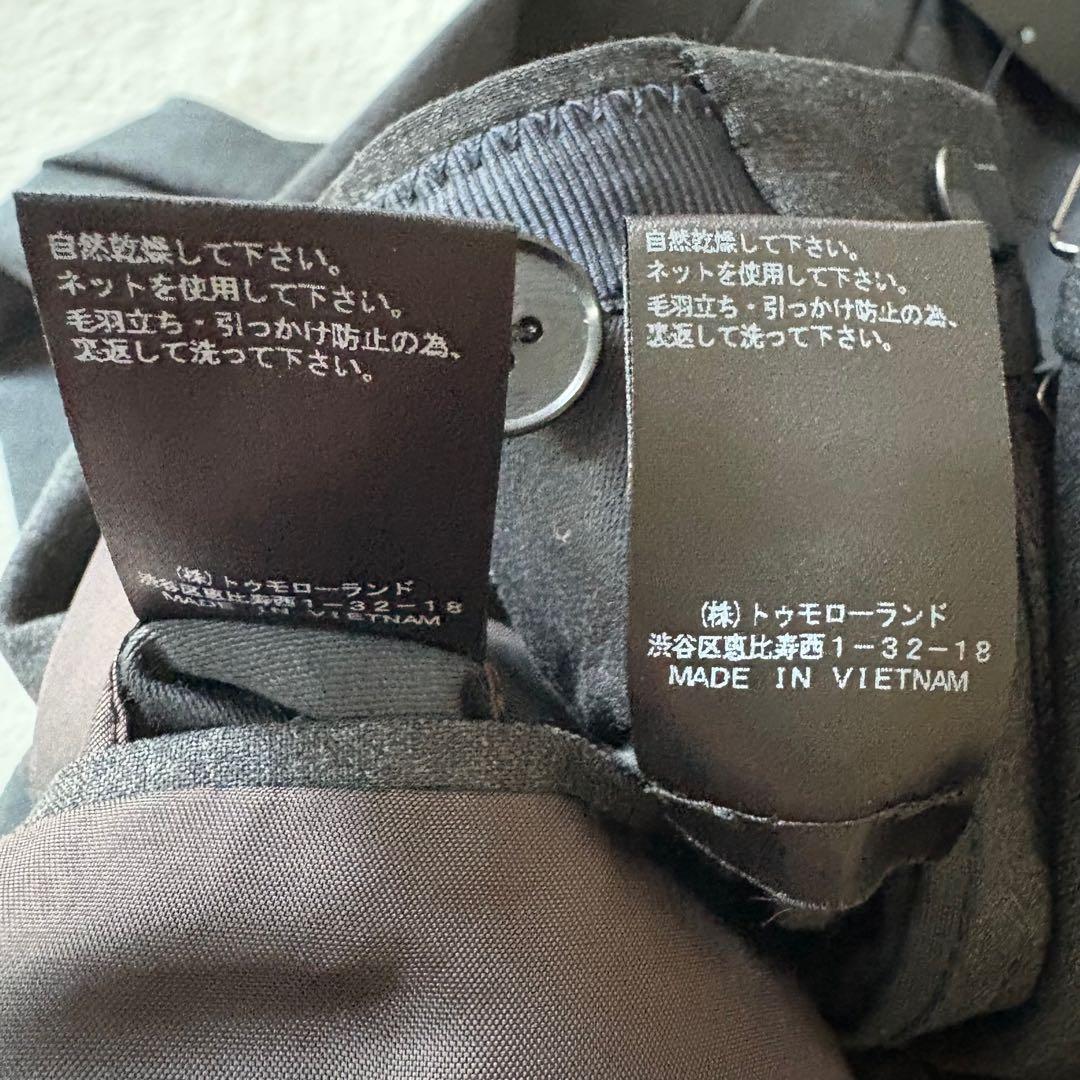 自然乾燥して下さい。
ネットを使用して下さい。
毛羽立ち・引っかけ防止の為、
裏返して洗って下さい。
(株)トゥモローランド
渋谷区恵比寿西1-32-18
MADE IN VIETNAM
自然乾燥して下さい。
ネットを使用して下さい。
毛羽立ち・引っかけ防止の為、
裏返して洗って下さい。
(株)トゥモローランド
渋谷区恵比寿西1-32-18
MADE IN VIETNAM